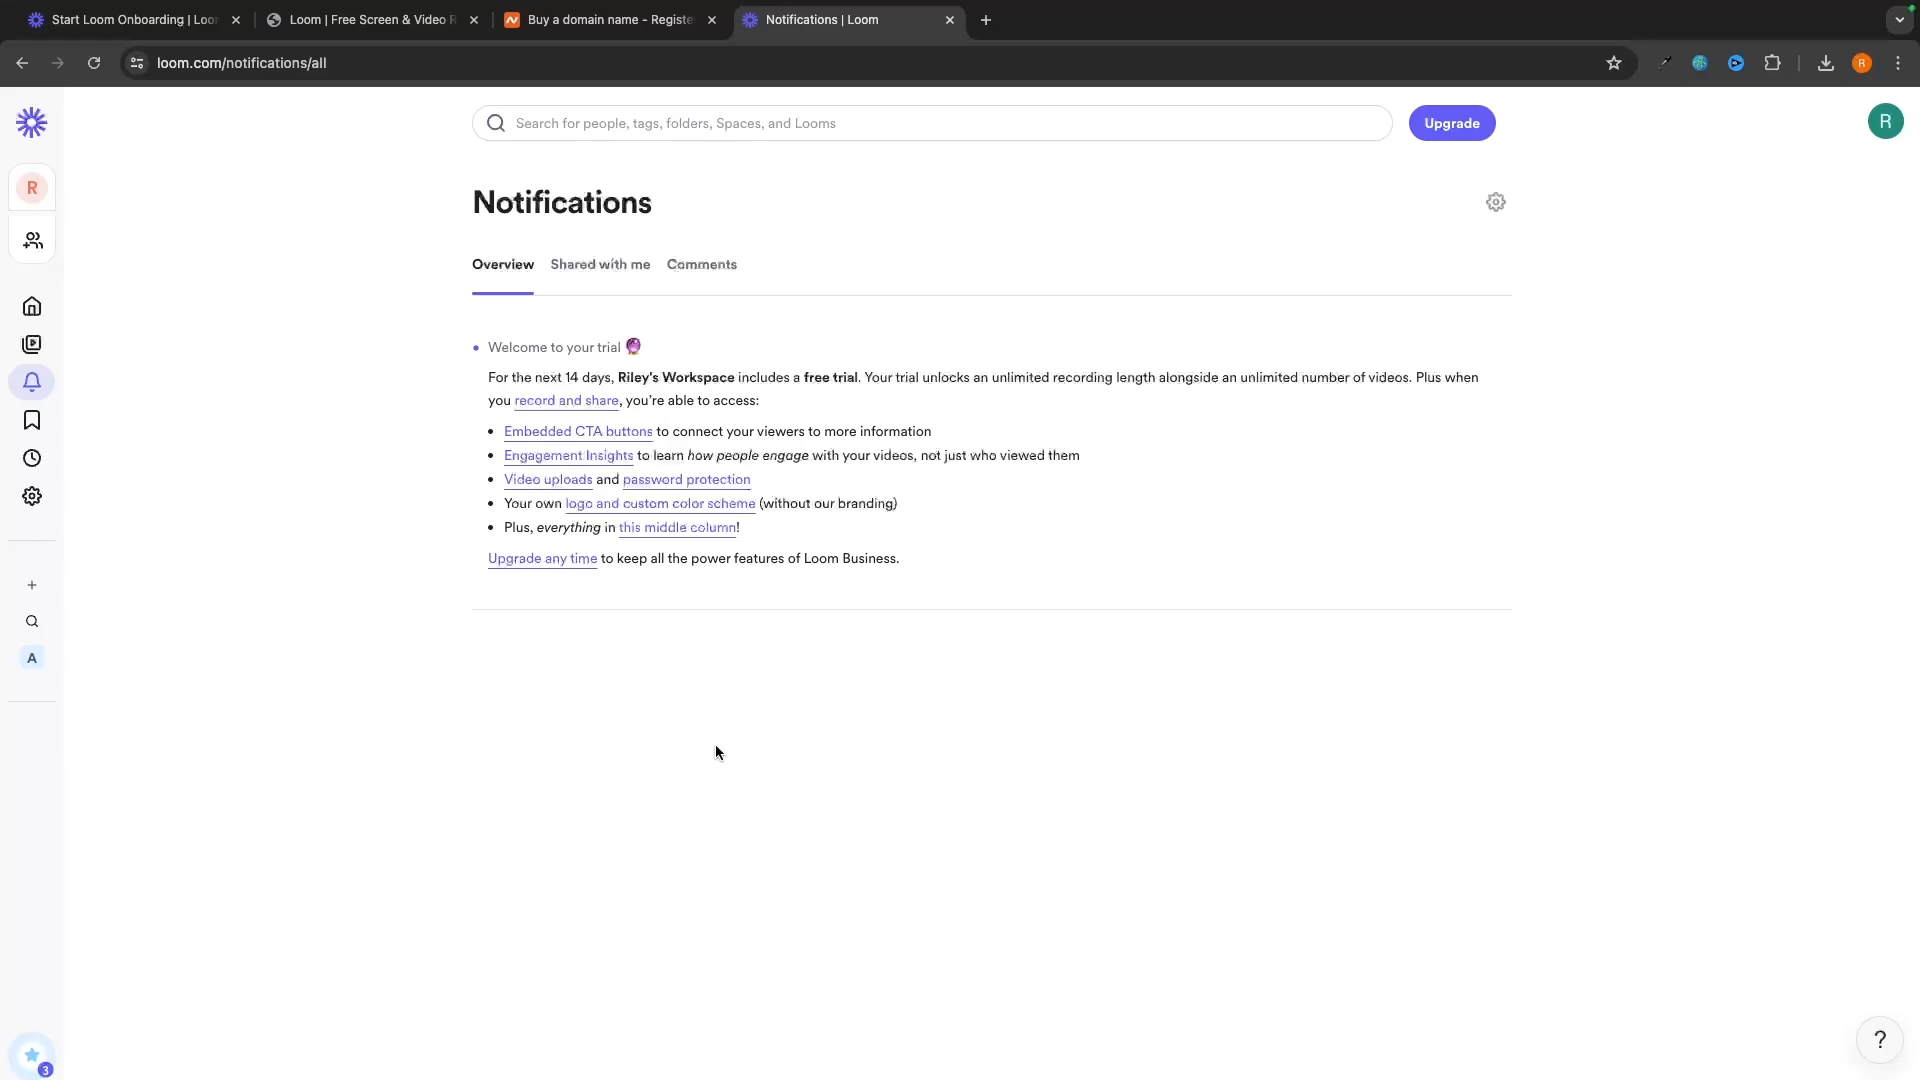 Start Loom Onboarding | Loor
Loom | Free Screen & Video R
Buy a domain name - Registe
Notifications | Loom
loom.com/notifications/all
R
Search for people, tags, folders, Spaces, and Looms
Upgrade
R
R
Notifications
Overview
Shared with me
Comments
Welcome to your trial
For the next 14 days, Riley's Workspace includes a free trial. Your trial unlocks an unlimited recording length alongside an unlimited number of videos. Plus when
you record and share, you're able to access:
• Embedded CTA buttons to connect your viewers to more information
• Engagement Insights to learn how people engage with your videos, not just who viewed them
• Video uploads and password protection
• Your own logo and custom color scheme (without our branding)
• Plus, everything in this middle column!
Upgrade any time to keep all the power features of Loom Business.
A
3
?